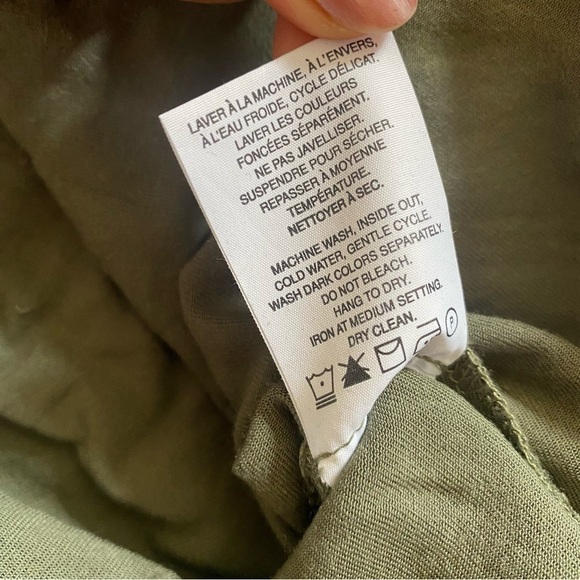 LAVER À LA MACHINE, À L'ENVERS,
À L'EAU FROIDE, CYCLE DÉLICAT.
LAVER LES COULEURS
FONCÉES SÉPARÉMENT.
NE PAS JAVELLISER.
SUSPENDRE POUR SÉCHER.
REPASSER À MOYENNE
TEMPÉRATURE.
NETTOYER À SEC.
MACHINE WASH, INSIDE OUT,
COLD WATER, GENTLE CYCLE.
WASH DARK COLORS SEPARATELY.
DO NOT BLEACH.
HANG TO DRY.
IRON AT MEDIUM SETTING.
DRY CLEAN.
P